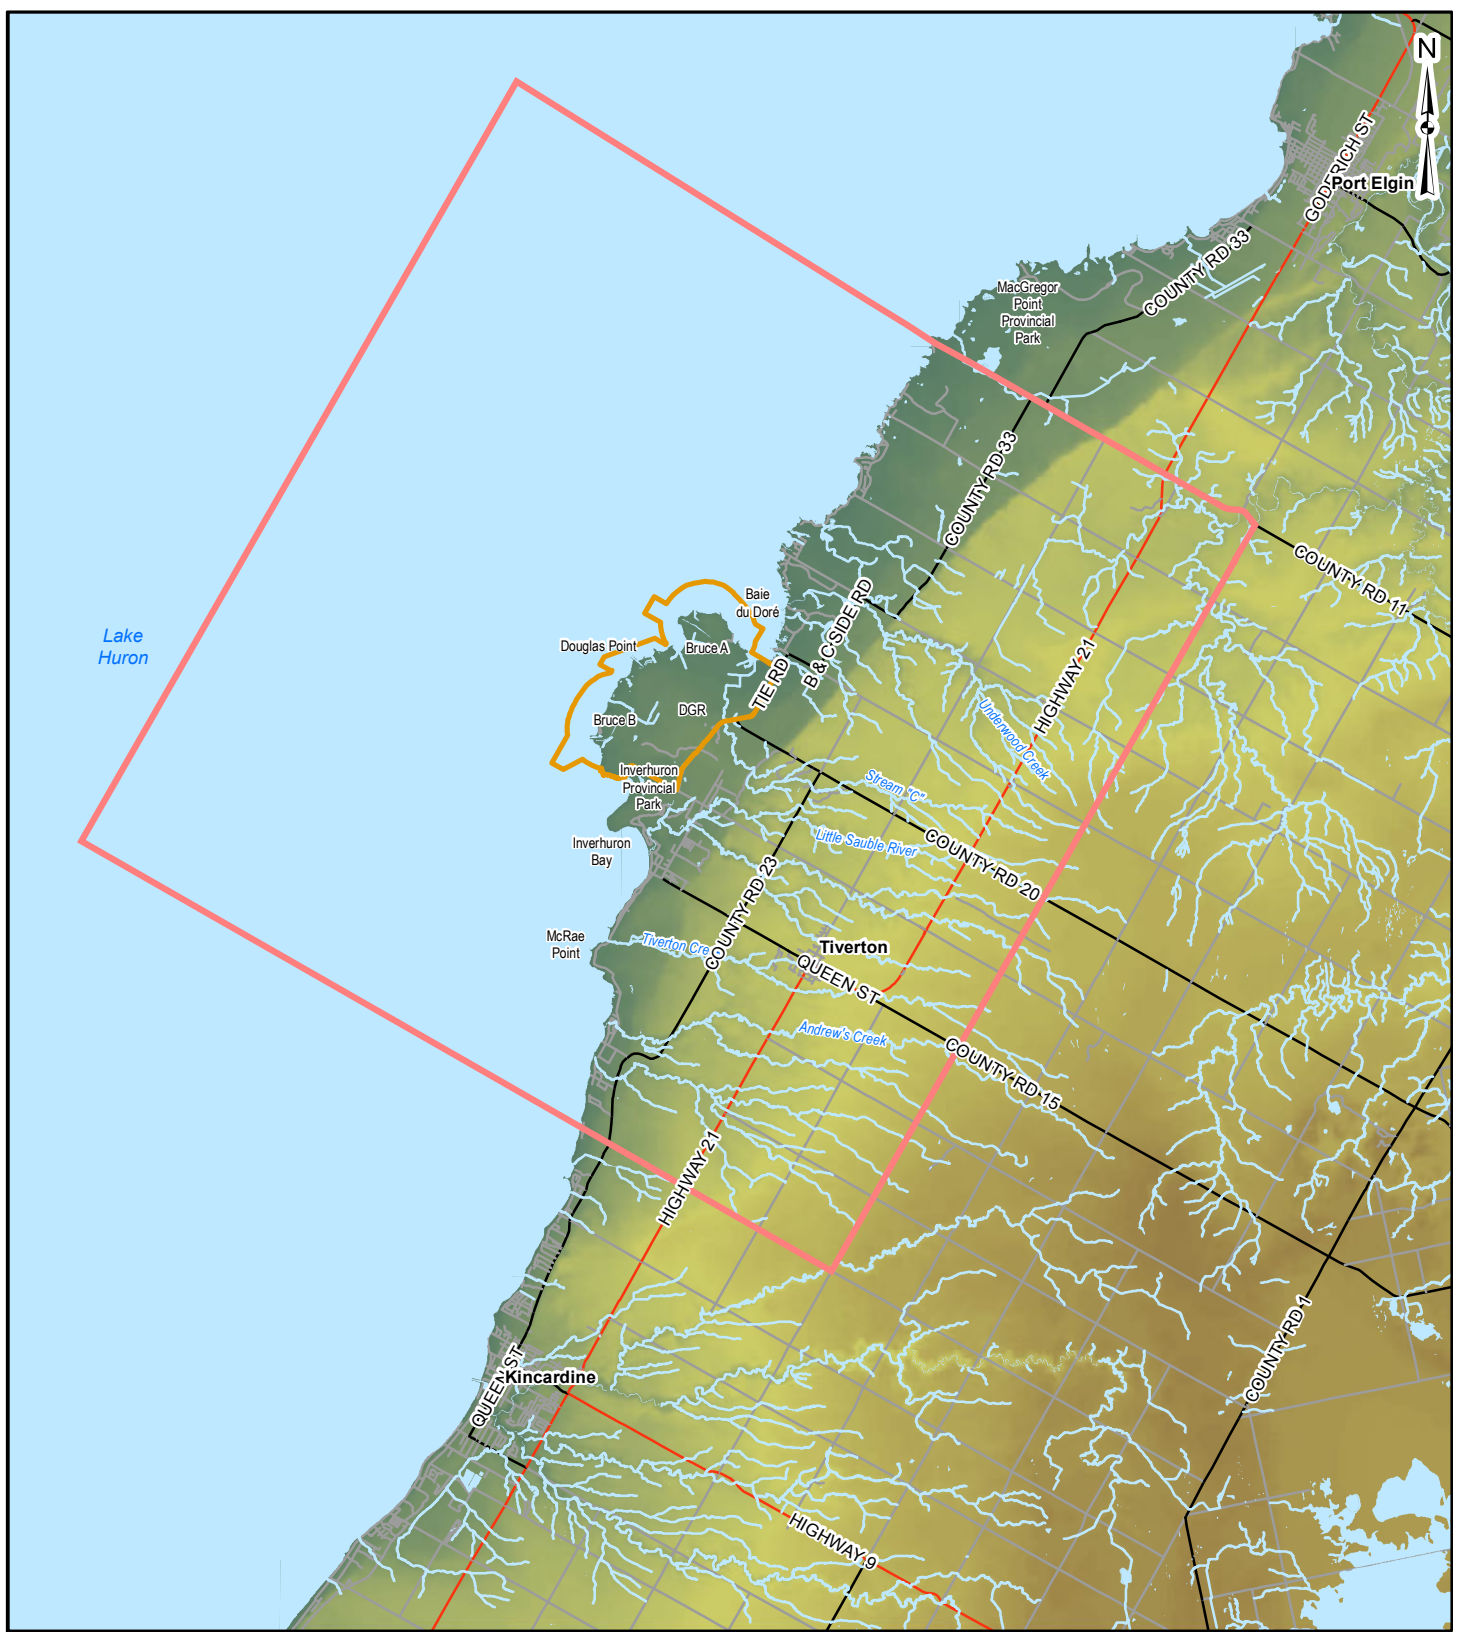 N
GODERICH ST
Port Elgin
COUNTY RD 33
MacGregor
Point
Provincial
Park
COUNTY RD 33
COUNTY RD 11
Baie
du Doré
B & C SIDE RD
Lake
Huron
Douglas Point
Bruce A
TIE RD
HIGHWAY 21
Underwood Creek
Bruce B
DGR
Inverhuron
Provincial
Park
Stream "C"
Little Sauble River
COUNTY RD 20
Inverhuron
Bay
COUNTY RD 23
McRae
Point
Tiverton Cre
Tiverton
QUEEN ST
Andrew's Creek
COUNTY RD 15
HIGHWAY 21
COUNTY RD 1
QUEEN ST
Kincardine
HIGHWAY 9